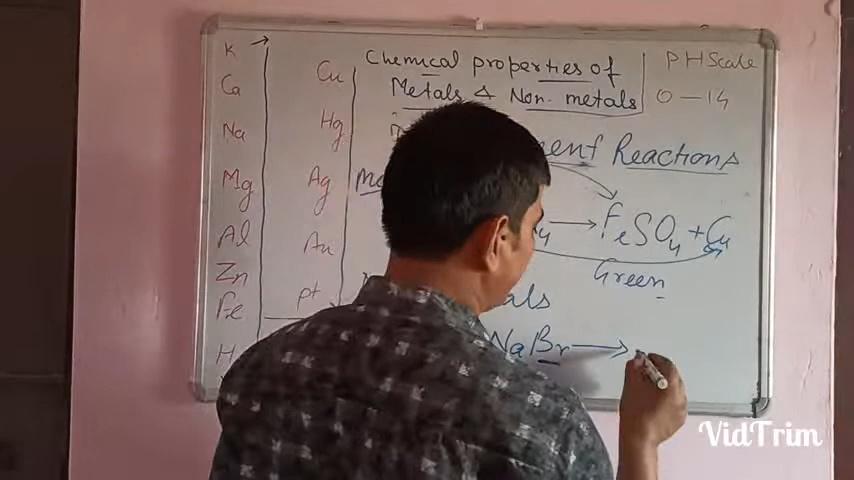 K
Ca
Na
Mg
Al
Zn
Fe
H
Cu
Hg
Ag
Au
pt
Chemical properties of
Metals & Non-metals
PH Scale
0 — 14
Reactions
→ FeSO4 + Cu
Green
NaBr →
VidTrim